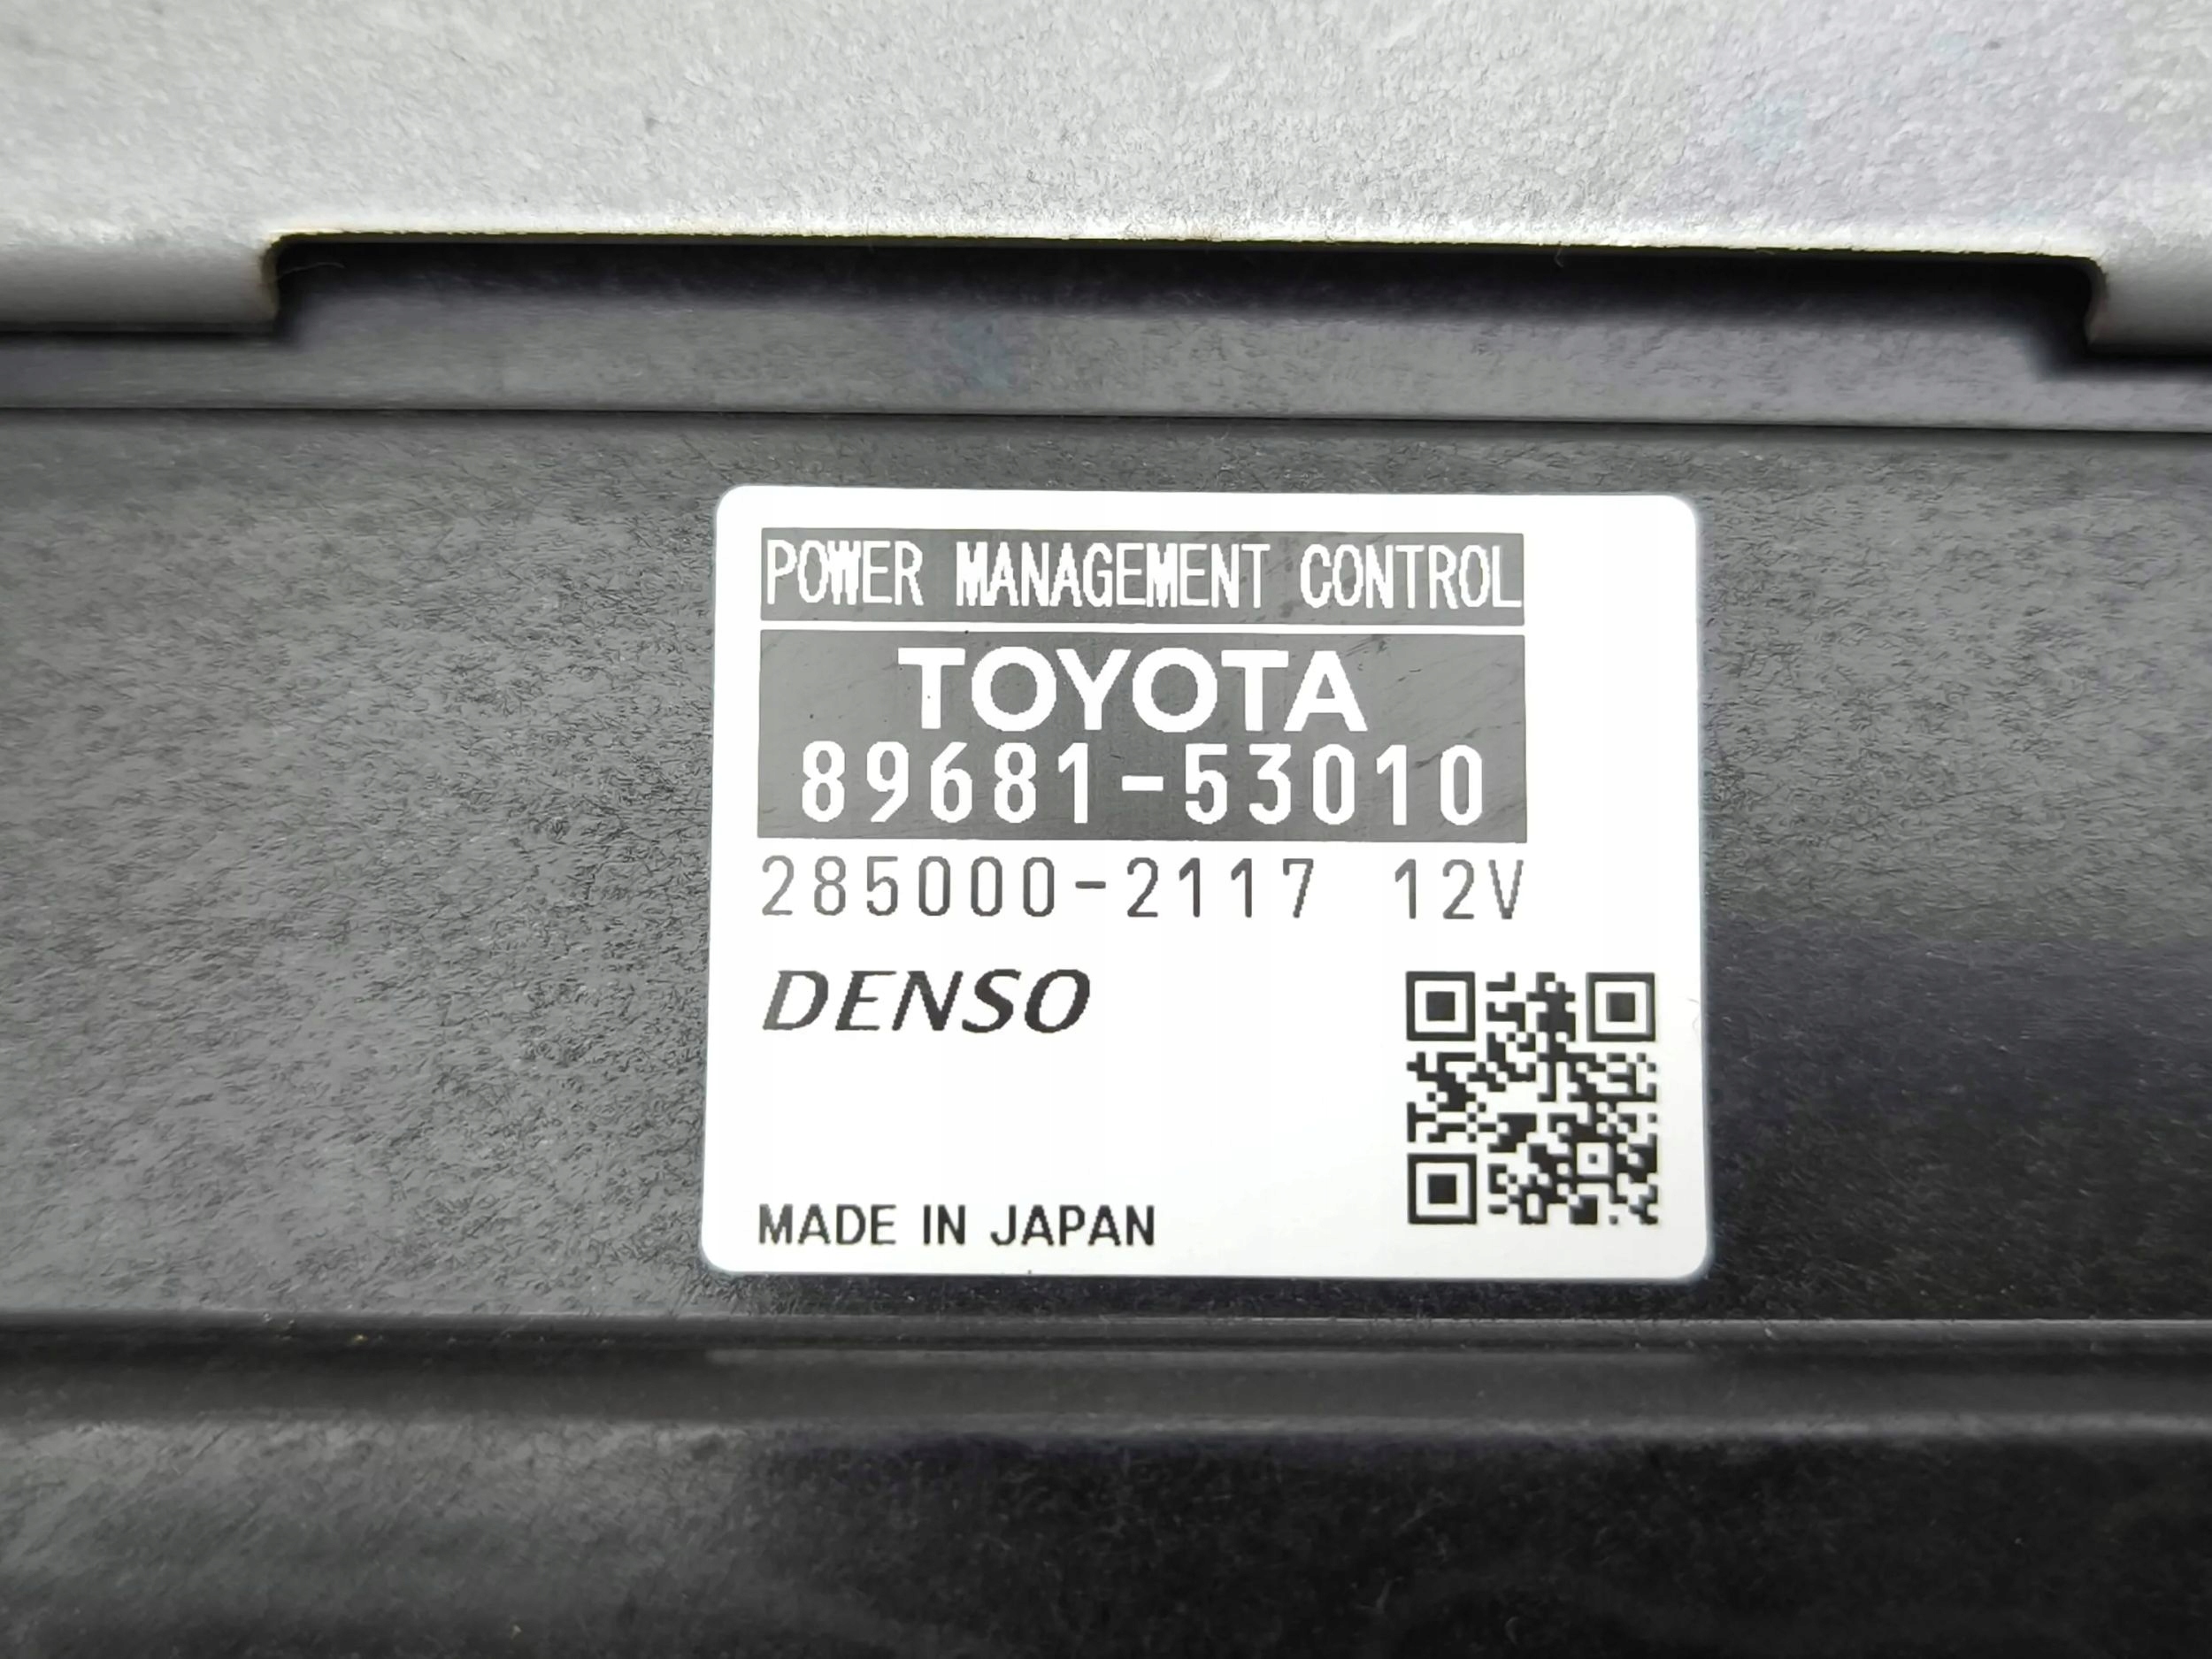 POWER MANAGEMENT CONTROL
TOYOTA
89681-53010
285000-2117 12V
DENSO
MADE IN JAPAN